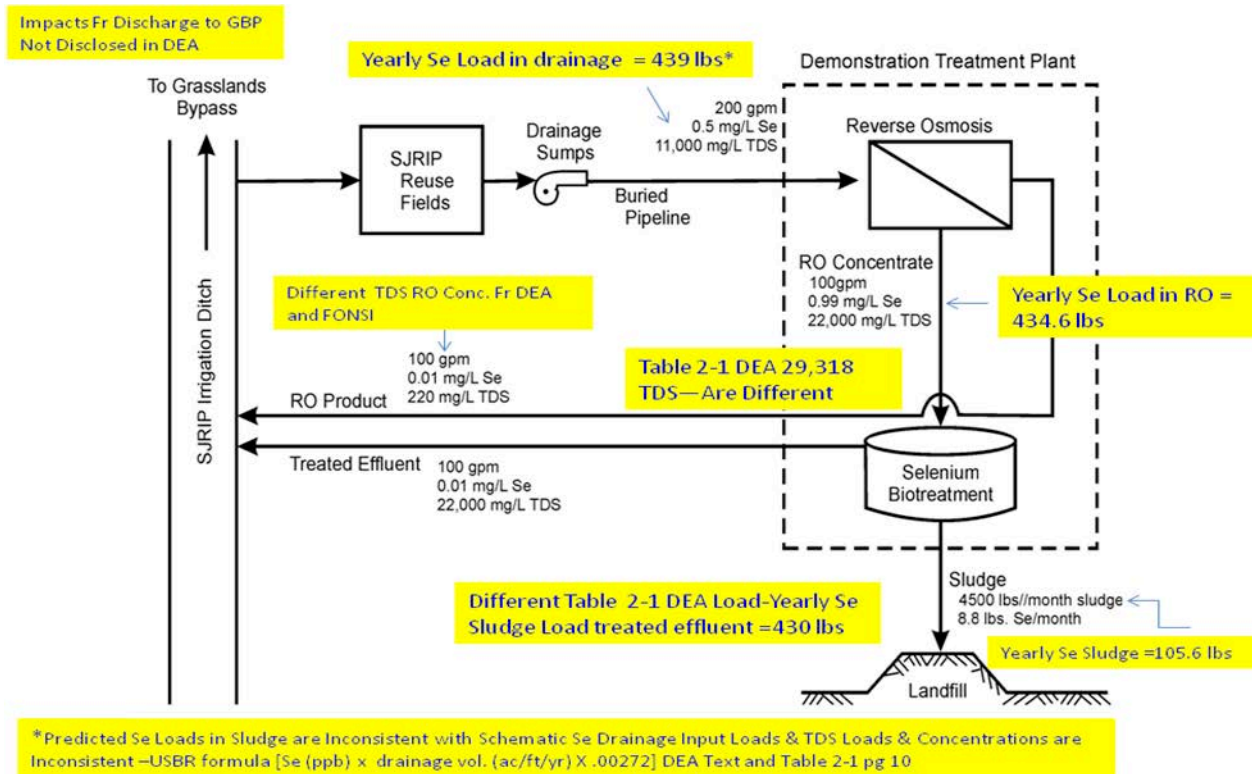 Impacts Fr Discharge to GBP
Not Disclosed in DEA
Yearly Se Load in drainage = 439 lbs*
Demonstration Treatment Plant
To Grasslands
Bypass
200 gpm
0.5 mg/L Se
11,000 mg/L TDS
Reverse Osmosis
SJRIP
Reuse
Fields
Drainage
Sumps
Buried
Pipeline
SJRIP Irrigation Ditch
RO Concentrate
100gpm
0.99 mg/L Se
22,000 mg/L TDS
Yearly Se Load in RO =
434.6 lbs
Different TDS RO Conc. Fr DEA
and FONSI
100 gpm
0.01 mg/L Se
220 mg/L TDS
Table 2-1 DEA 29,318
TDS—Are Different
RO Product
Treated Effluent
100 gpm
0.01 mg/L Se
22,000 mg/L TDS
Selenium
Biotreatment
Different Table 2-1 DEA Load-Yearly Se
Sludge Load treated effluent =430 lbs
Sludge
4500 lbs//month sludge
8.8 lbs. Se/month
Yearly Se Sludge =105.6 lbs
Landfill
*Predicted Se Loads in Sludge are Inconsistent with Schematic Se Drainage Input Loads & TDS Loads & Concentrations are
Inconsistent –USBR formula [Se (ppb) x drainage vol. (ac/ft/yr) X .00272] DEA Text and Table 2-1 pg 10